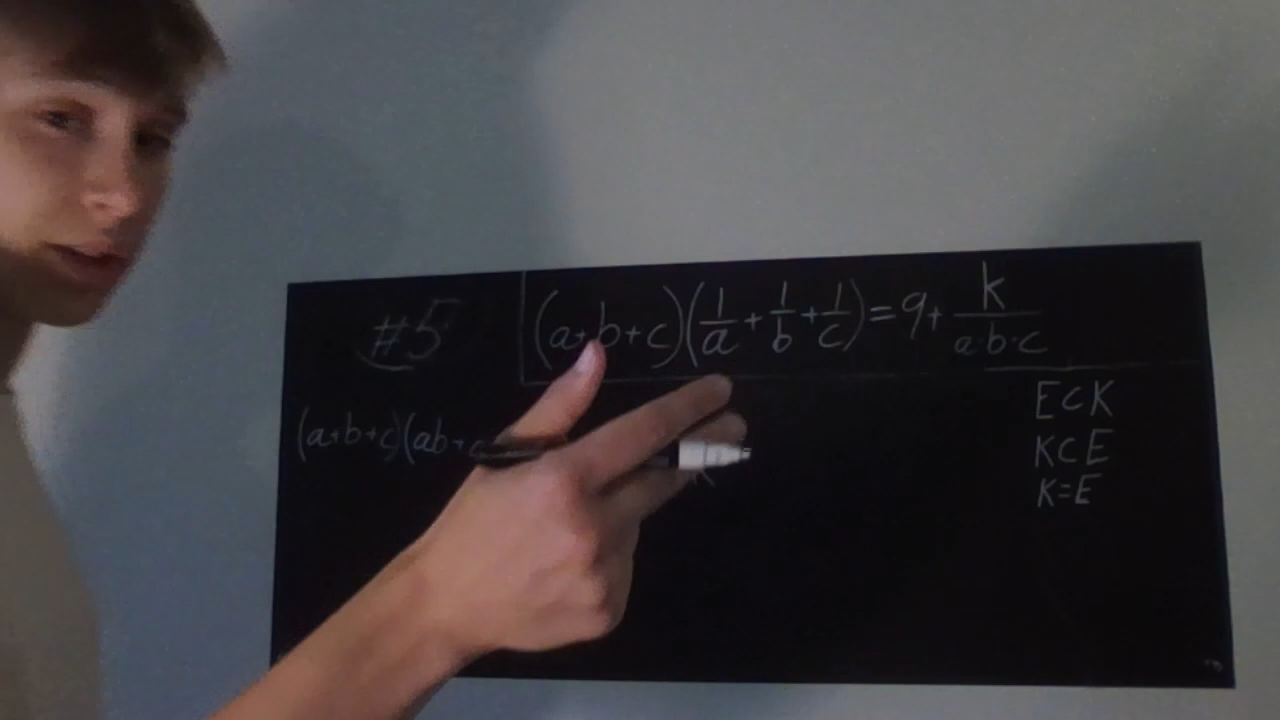 #5
(a+b+c)(1/a+1/b+1/c)=9+k/a·b·c
(a+b+c)(ab+
E⊂K
K⊂E
K=E